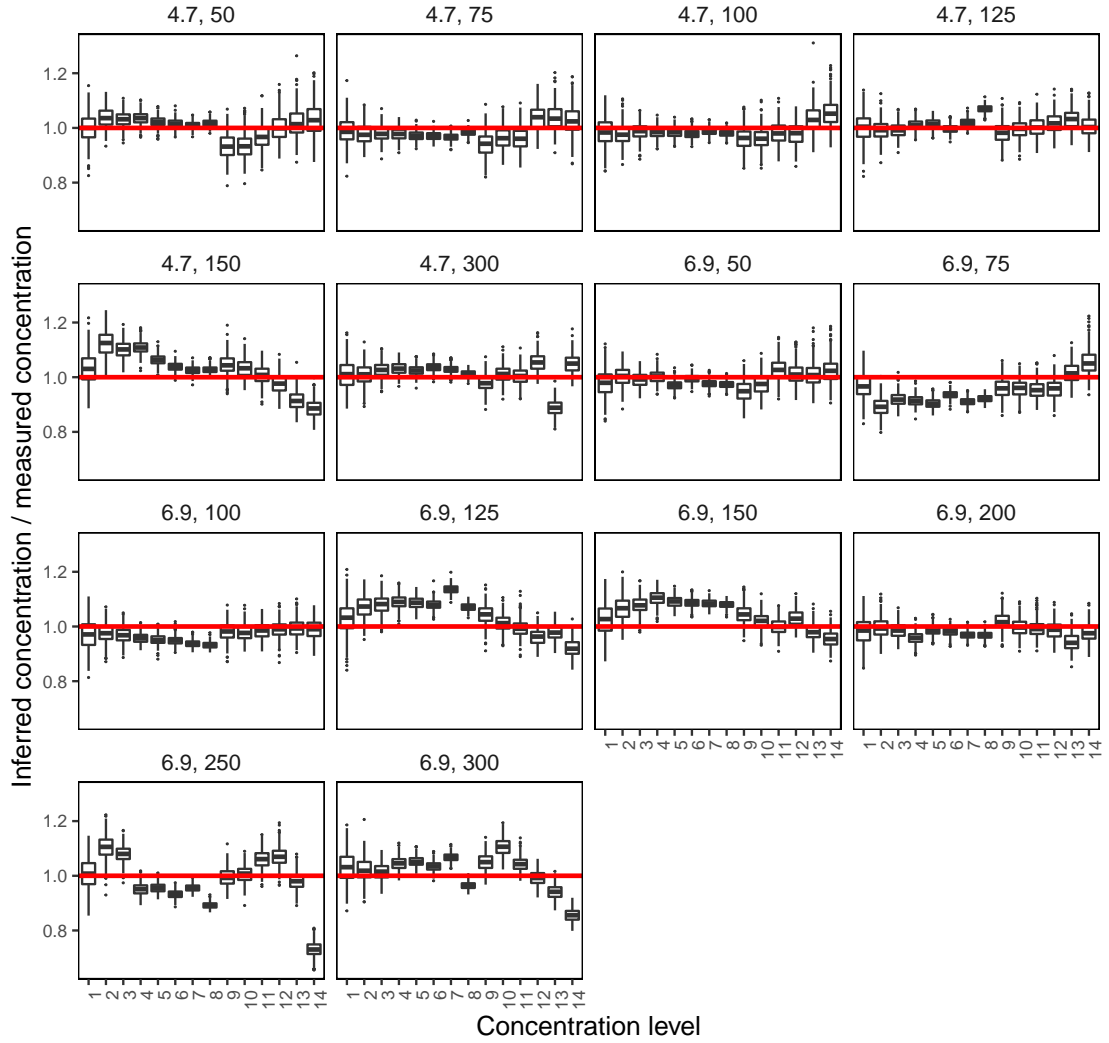 4.7, 50 4.7, 75 4.7, 100 4.7, 125
1.2
1.0
0.8
4.7, 150 4.7, 300 6.9, 50 6.9, 75
1.2
1.0
0.8
6.9, 100 6.9, 125 6.9, 150 6.9, 200
1.2
1.0
0.8
1 2 3 4 5 6 7 8 9 10 11 12 13 14 1 2 3 4 5 6 7 8 9 10 11 12 13 14
6.9, 250 6.9, 300
1.2
1.0
0.8
1 2 3 4 5 6 7 8 9 10 11 12 13 14 1 2 3 4 5 6 7 8 9 10 11 12 13 14
Concentration level
Inferred concentration / measured concentration